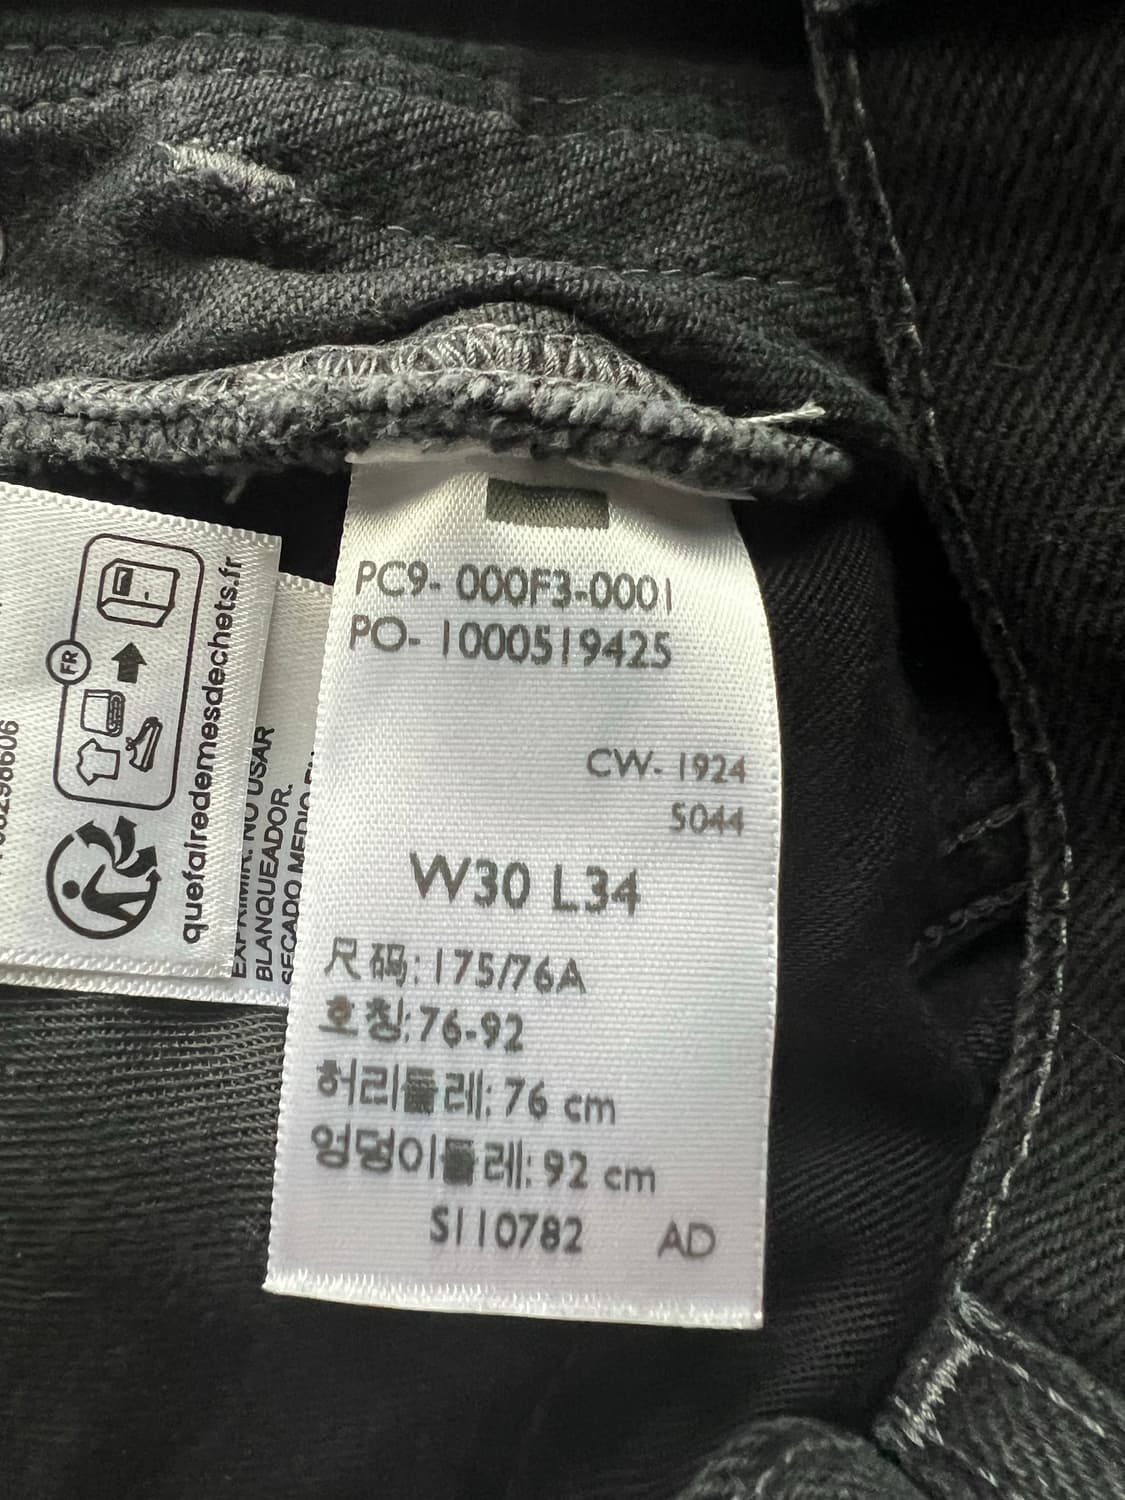 PC9- 000F3-0001
PO- 1000519425
CW- 1924
S044
W30 L34
尺码: 175/76A
호칭: 76-92
허리둘레: 76 cm
엉덩이둘레: 92 cm
S110782 AD
FR
quefairedemesdechets.fr
EXPRIMIR. NO USAR
BLANQUEADOR.
SECADO MEDIO